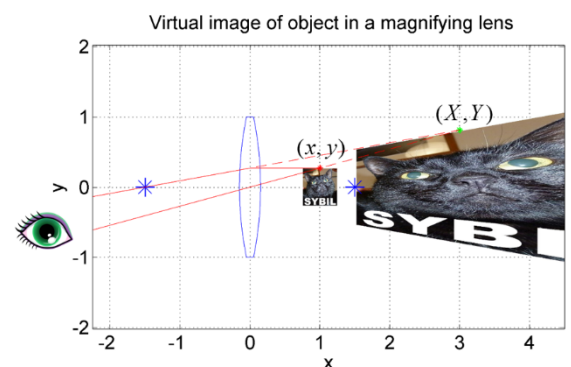 Virtual image of object in a magnifying lens
2
1
0
-1
-2
y
(x, y)
(X, Y)
SYBIL
SYBI
-2 -1 0 1 2 3 4
x